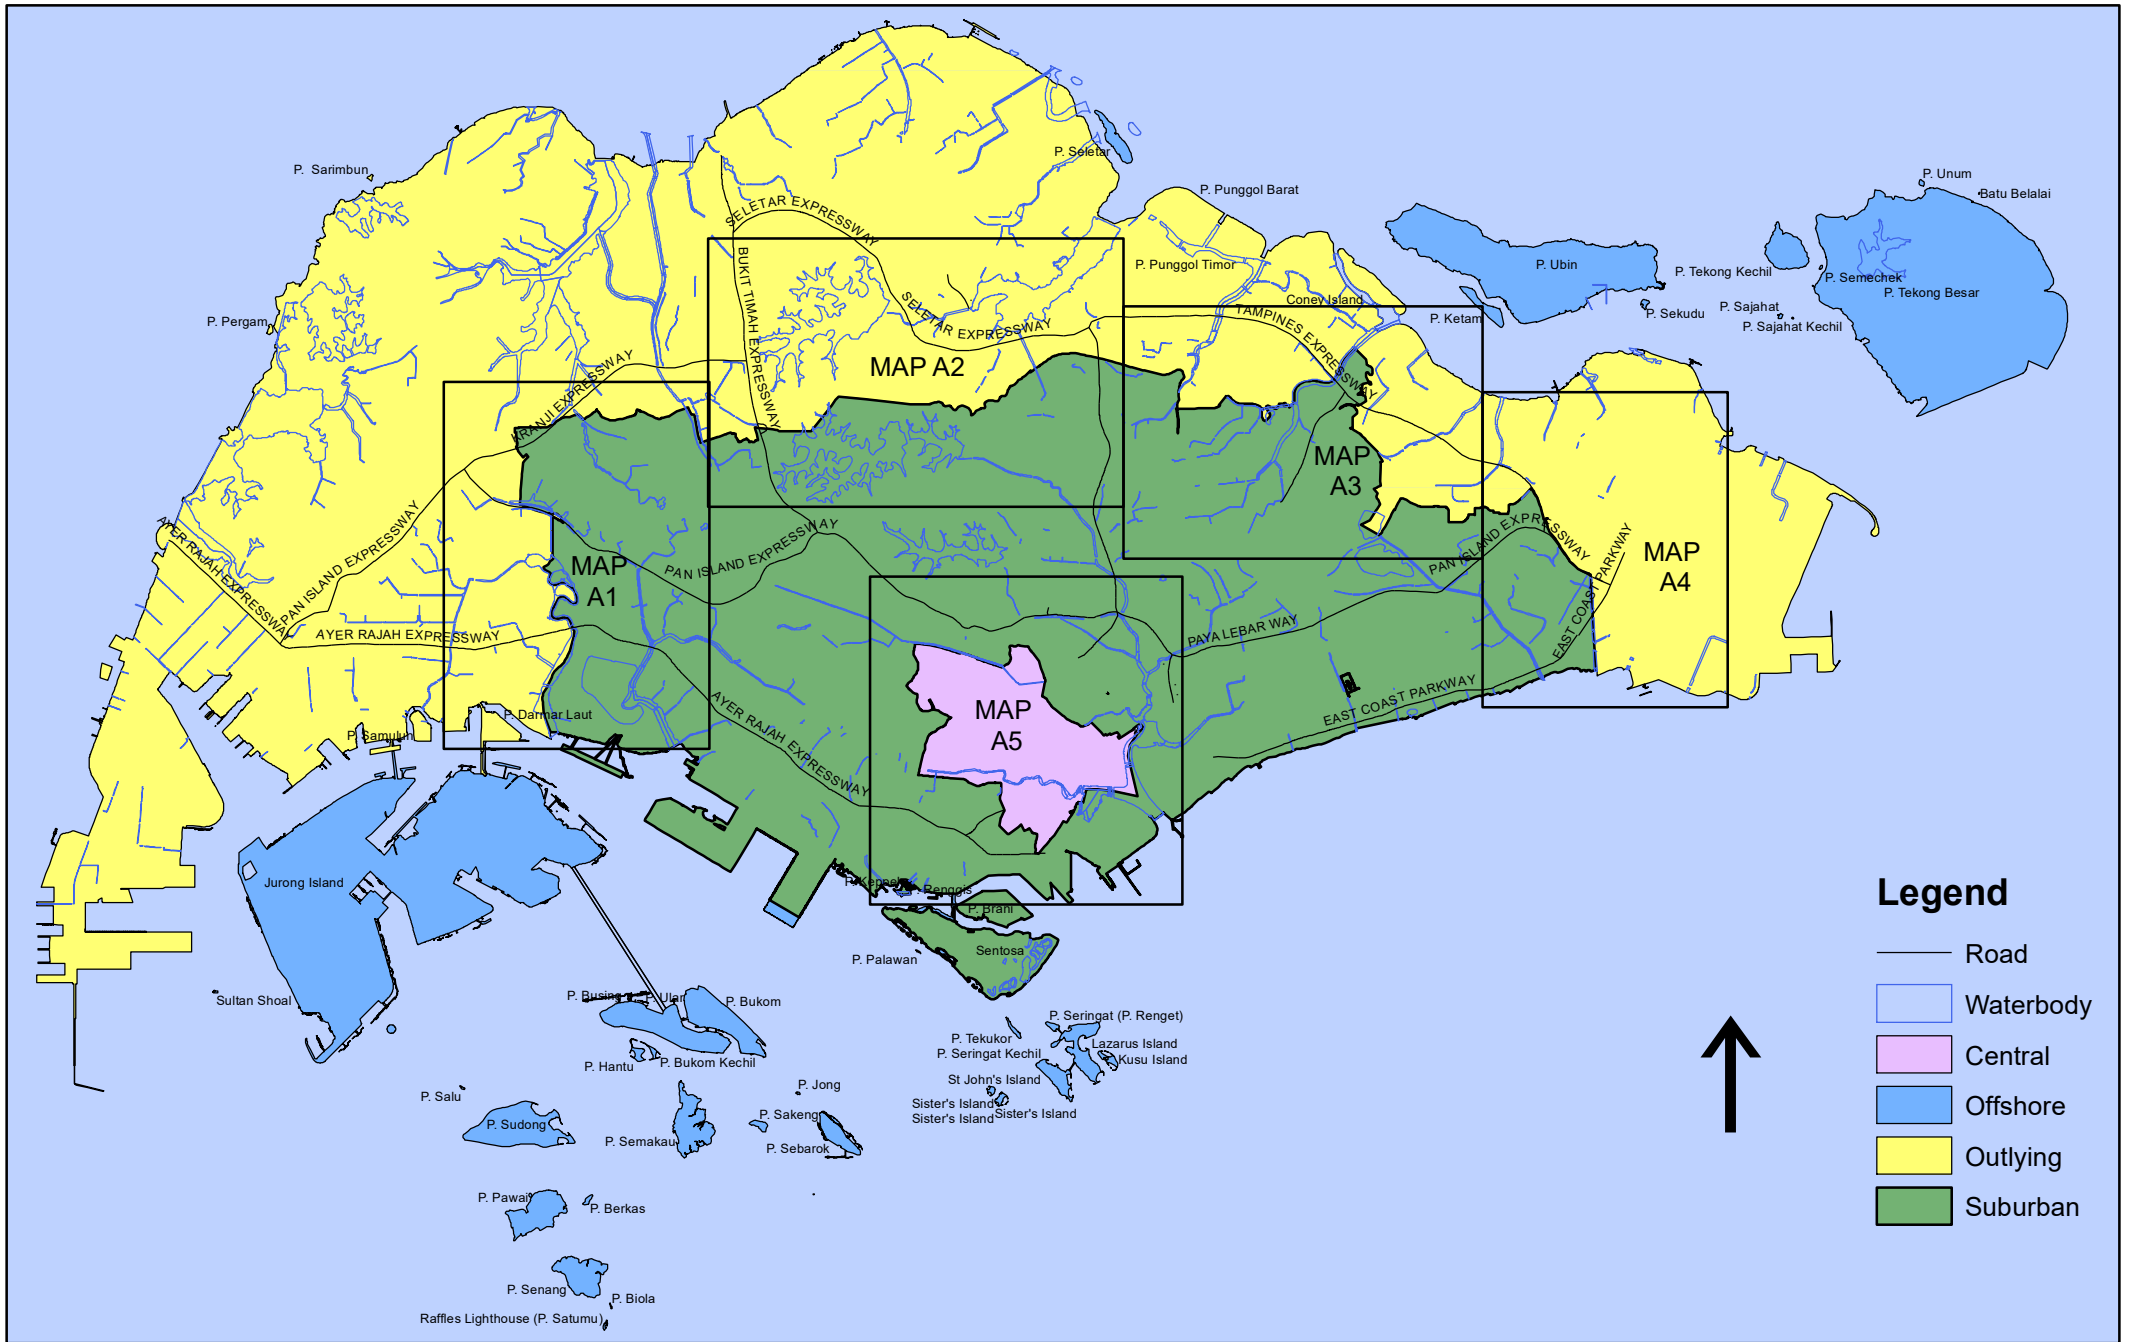 P. Sarimbun
P. Seletar
P. Punggol Barat
P. Unum
Batu Belalai
SELETAR EXPRESSWAY
BUKIT TIMAH EXPRESSWAY
P. Punggol Timor
P. Ubin
P. Tekong Kechil
P. Semechek
P. Tekong Besar
Coney Island
P. Ketam
P. Sekudu
P. Sajahat
P. Sajahat Kechil
P. Pergam
SELETAR EXPRESSWAY
TAMPINES EXPRESSWAY
MAP A2
KRANJI EXPRESSWAY
MAP
A3
PAN ISLAND EXPRESSWAY
AYER RAJAH EXPRESSWAY
PAN ISLAND EXPRESSWAY
PAN ISLAND EXPRESSWAY
EAST COAST PARKWAY
MAP
A4
MAP
A1
AYER RAJAH EXPRESSWAY
PAYA LEBAR WAY
EAST COAST PARKWAY
AYER RAJAH EXPRESSWAY
MAP
A5
P. Damar Laut
P. Samulun
Jurong Island
P. Keppel
P. Renggis
P. Brani
Sentosa
P. Palawan
Sultan Shoal
P. Busing
P. Ular
P. Bukom
P. Hantu
P. Bukom Kechil
P. Tekukor
P. Seringat (P. Renget)
P. Seringat Kechil
Lazarus Island
Kusu Island
St John's Island
Sister's Island
Sister's Island
Sister's Island
P. Salu
P. Sudong
P. Semakau
P. Jong
P. Sakeng
P. Sebarok
P. Pawai
P. Berkas
P. Senang
P. Biola
Raffles Lighthouse (P. Satumu)
Legend
Road
Waterbody
Central
Offshore
Outlying
Suburban